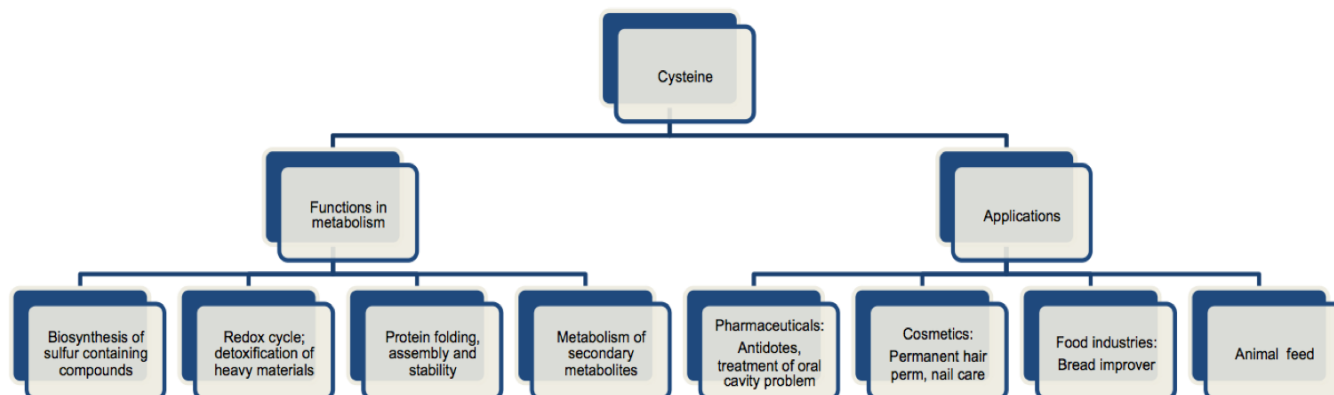 Cysteine
Functions in
metabolism
Applications
Biosynthesis of
sulfur containing
compounds
Redox cycle;
detoxification of
heavy materials
Protein folding,
assembly and
stability
Metabolism of
secondary
metabolites
Pharmaceuticals:
Antidotes,
treatment of oral
cavity problem
Cosmetics:
Permanent hair
perm, nail care
Food industries:
Bread improver
Animal feed